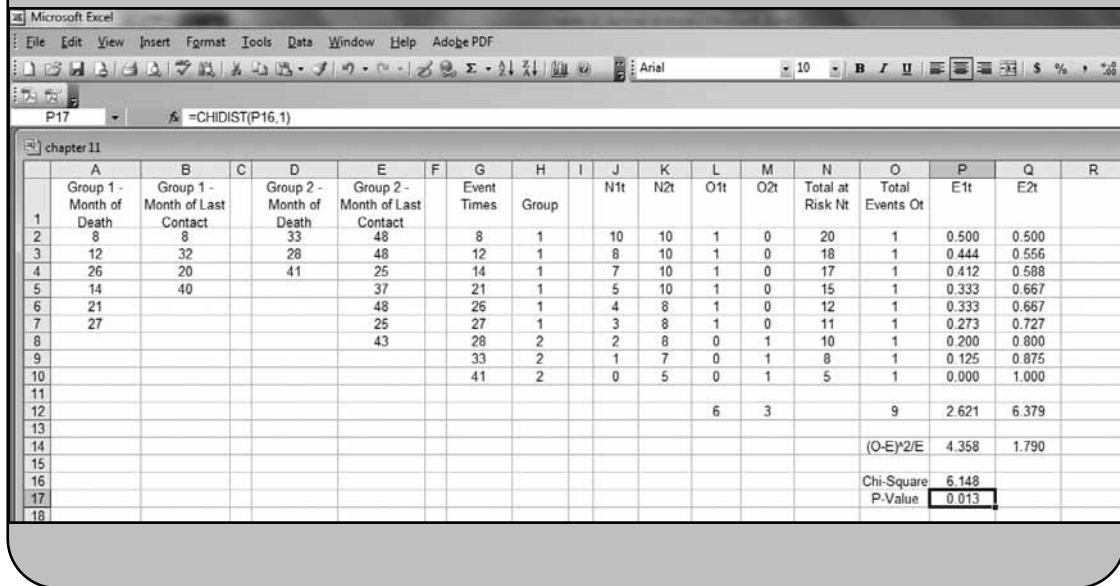 Microsoft Excel
File Edit View Insert Format Tools Data Window Help Adobe PDF
Arial 10 B I U $ % ,
P17 fx =CHIDIST(P16,1)
chapter 11
A B C D E F G H I J K L M N O P Q R
1 Group 1 - Month of Death Group 1 - Month of Last Contact Group 2 - Month of Death Group 2 - Month of Last Contact Event Times Group N1t N2t O1t O2t Total at Risk Nt Total Events Ot E1t E2t
2 8 8 33 48 8 1 10 10 1 0 20 1 0.500 0.500
3 12 32 28 48 12 1 8 10 1 0 18 1 0.444 0.556
4 26 20 41 25 14 1 7 10 1 0 17 1 0.412 0.588
5 14 40 37 21 1 5 10 1 0 15 1 0.333 0.667
6 21 48 26 1 4 8 1 0 12 1 0.333 0.667
7 27 25 27 1 3 8 1 0 11 1 0.273 0.727
8 43 28 2 2 8 0 1 10 1 0.200 0.800
9 33 2 1 7 0 1 8 1 0.125 0.875
10 41 2 0 5 0 1 5 1 0.000 1.000
11
12 6 3 9 2.621 6.379
13
14 (O-E)^2/E 4.358 1.790
15
16 Chi-Square 6.148
17 P-Value 0.013
18